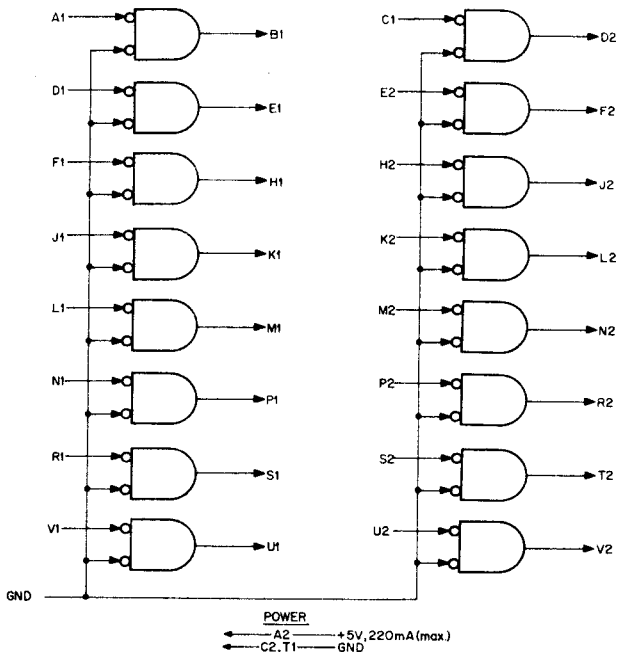 A1 B1
C1 D2
D1 E1
E2 F2
F1 H1
H2 J2
J1 K1
K2 L2
L1 M1
M2 N2
N1 P1
P2 R2
R1 S1
S2 T2
V1 U1
U2 V2
GND
POWER
A2 +5V, 220mA (max.)
C2, T1 GND